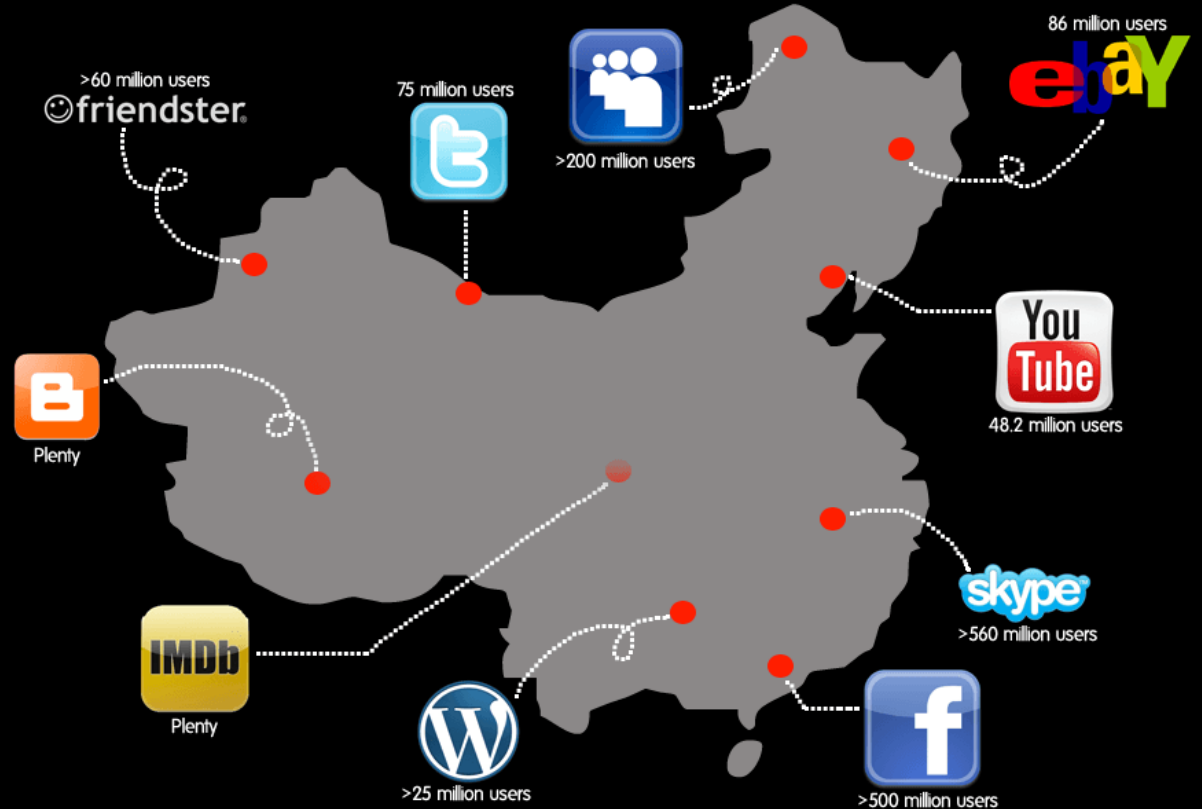 86 million users
ebaY
>60 million users
friendster®
75 million users
t
>200 million users
You
Tube
48.2 million users
B
Plenty
skype™
>560 million users
IMDb
Plenty
W
>25 million users
f
>500 million users